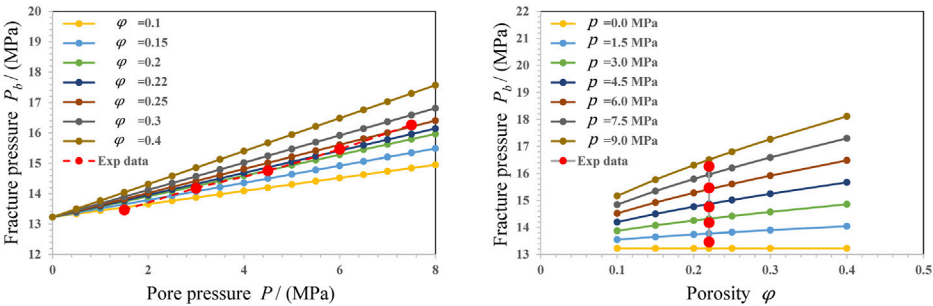 20
19
18
17
16
15
14
13
12
Fracture pressure P_b / (MPa)
φ =0.1
φ =0.15
φ =0.2
φ =0.22
φ =0.25
φ =0.3
φ =0.4
Exp data
0 2 4 6 8
Pore pressure P / (MPa)
22
21
20
19
18
17
16
15
14
13
12
Fracture pressure P_b / (MPa)
p =0.0 MPa
p =1.5 MPa
p =3.0 MPa
p =4.5 MPa
p =6.0 MPa
p =7.5 MPa
p =9.0 MPa
Exp data
0 0.1 0.2 0.3 0.4 0.5
Porosity φ